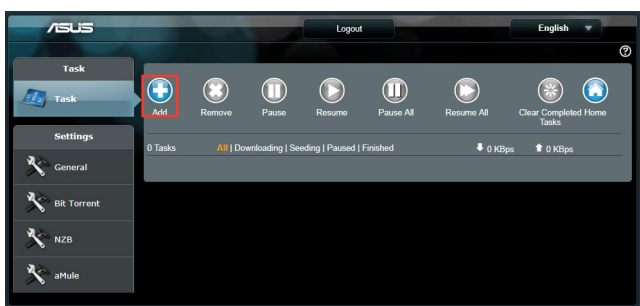 ASUS
Logout
English
Task
Task
Add
Remove
Pause
Resume
Pause All
Resume All
Clear Completed Tasks
Home
0 Tasks
All | Downloading | Seeding | Paused | Finished
0 KBps
0 KBps
Settings
General
Bit Torrent
NZB
aMule